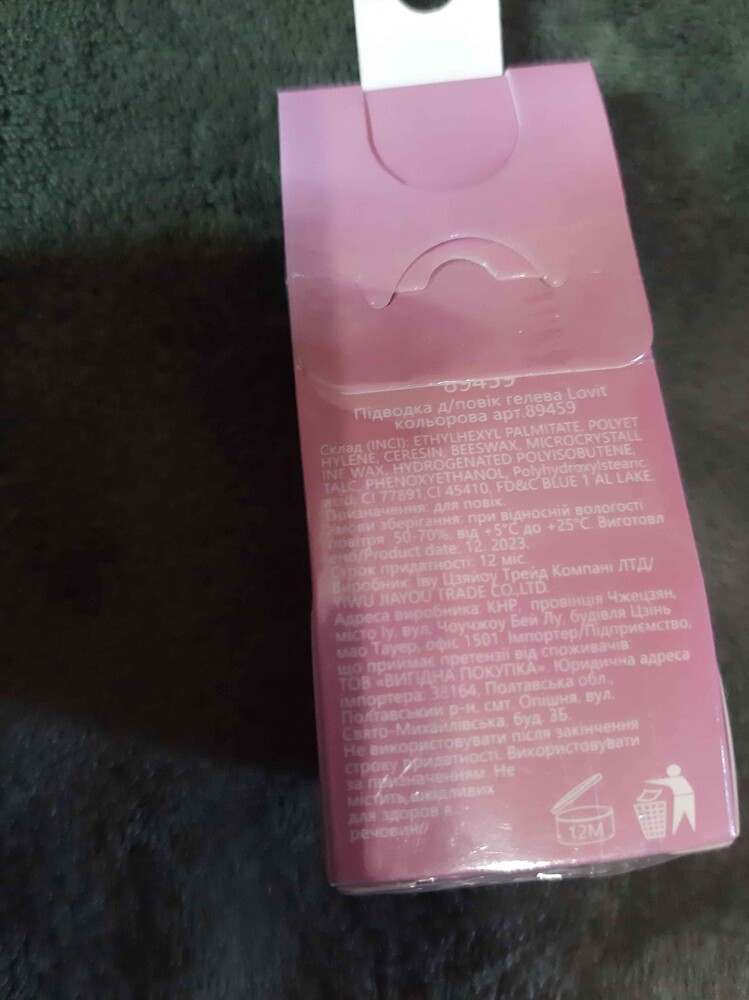 89459
Підводка д/повік гелева Lovit
кольорова арт.89459
Склад (INCI): ETHYLHEXYL PALMITATE, POLYET
HYLENE, CERESIN, BEESWAX, MICROCRYSTALL
INE WAX, HYDROGENATED POLYISOBUTENE,
TALC, PHENOXYETHANOL, Polyhydroxylstearic
acid, CI 77891,CI 45410, FD&C BLUE 1 AL LAKE.
Призначення: для повік.
Умови зберігання: при відносній вологості
повітря 50-70%, від +5°C до +25°C. Виготовл
ено/Product date: 12. 2023.
Строк придатності: 12 міс.
Виробник: Іву Цзяйоу Трейд Компані ЛТД/
YIWU JIAYOU TRADE CO.,LTD.
Адреса виробника: КНР, провінція Чжецзян,
місто Іу, вул. Чоучжоу Бей Лу, будівля Цзінь
мао Тауер, офіс 1501. Імпортер/Підприємство,
що приймає претензії від споживачів:
ТОВ «ВИГІДНА ПОКУПКА» Юридична адреса
імпортера: 38164, Полтавська обл.,
Полтавський р-н, смт. Опішня, вул.
Свято-Михайлівська, буд. 3Б.
Не використовувати після закінчення
строку придатності. Використовувати
за призначенням. Не
містить шкідливих
для здоров'я
речовин.
12M